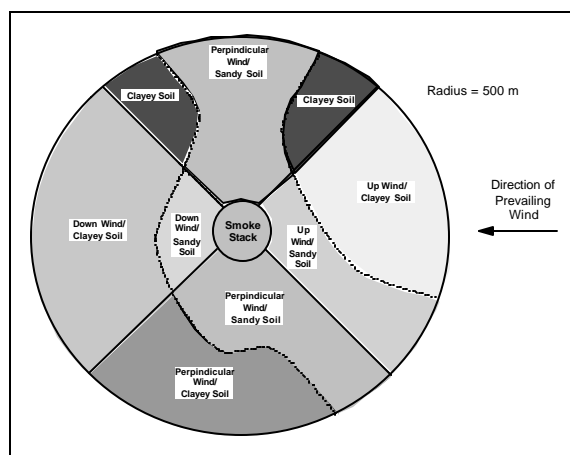 Perpindicular
Wind/
Sandy Soil
Clayey Soil
Clayey Soil
Radius = 500 m
Up Wind/
Clayey Soil
Direction of
Prevailing
Wind
Down Wind/
Clayey Soil
Down
Wind/
Sandy
Soil
Smoke
Stack
Up
Wind/
Sandy
Soil
Perpindicular
Wind/
Sandy Soil
Perpindicular
Wind/
Clayey Soil